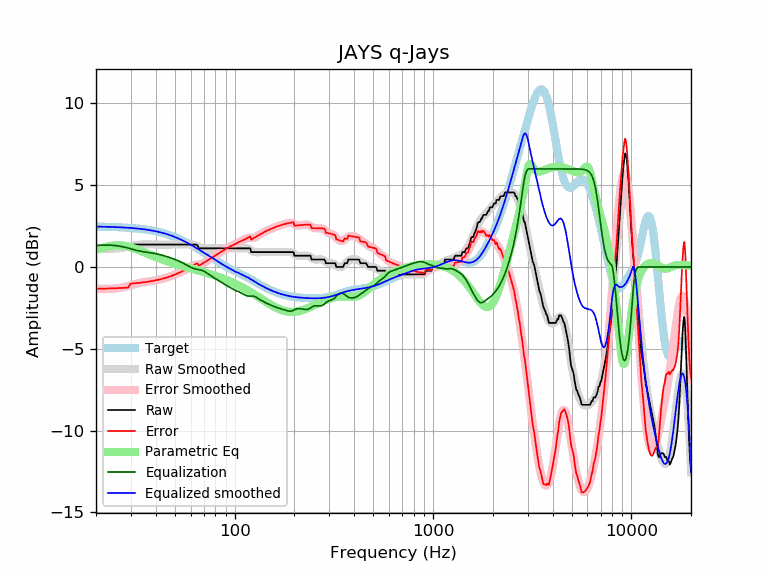 JAYS q-Jays
Amplitude (dBr)
10
5
0
−5
−10
−15
Target
Raw Smoothed
Error Smoothed
Raw
Error
Parametric Eq
Equalization
Equalized smoothed
100
1000
10000
Frequency (Hz)